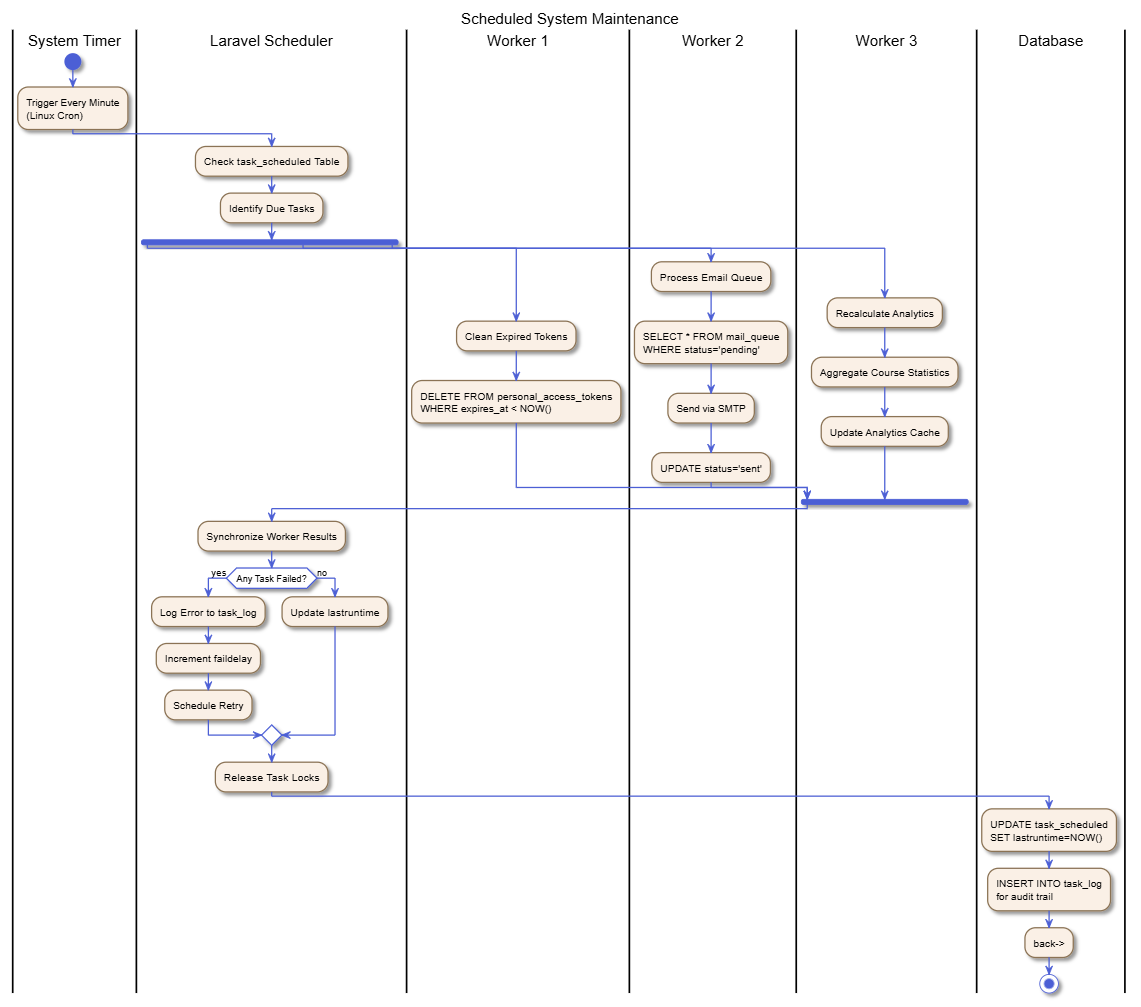 Scheduled System Maintenance
System Timer
Laravel Scheduler
Worker 1
Worker 2
Worker 3
Database
Trigger Every Minute
(Linux Cron)
Check task_scheduled Table
Identify Due Tasks
Process Email Queue
Recalculate Analytics
Clean Expired Tokens
SELECT * FROM mail_queue
WHERE status='pending'
Aggregate Course Statistics
DELETE FROM personal_access_tokens
WHERE expires_at < NOW()
Send via SMTP
Update Analytics Cache
UPDATE status='sent'
Synchronize Worker Results
yes
Any Task Failed?
no
Log Error to task_log
Update lastruntime
Increment faildelay
Schedule Retry
Release Task Locks
UPDATE task_scheduled
SET lastruntime=NOW()
INSERT INTO task_log
for audit trail
back->